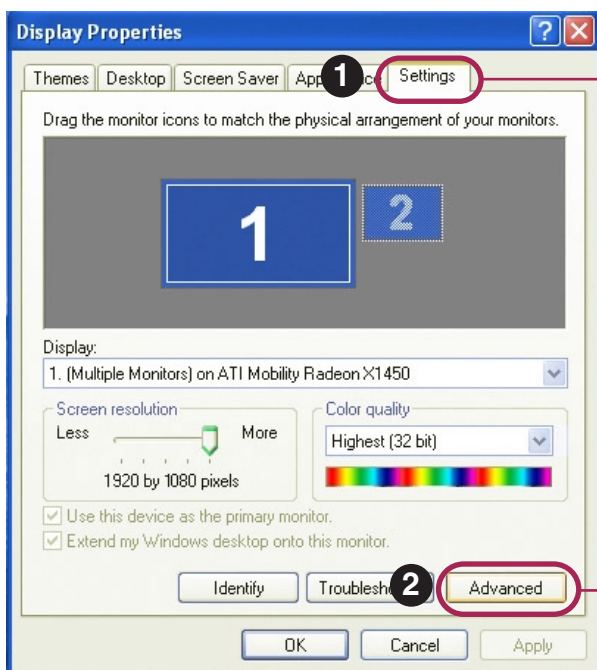 Display Properties
Themes Desktop Screen Saver App ce Settings
1
Drag the monitor icons to match the physical arrangement of your monitors.
1 2
Display:
1. (Multiple Monitors) on ATI Mobility Radeon X1450
Screen resolution
Less More
1920 by 1080 pixels
Color quality
Highest (32 bit)
Use this device as the primary monitor.
Extend my Windows desktop onto this monitor.
Identify Troublesh 2 Advanced
OK Cancel Apply